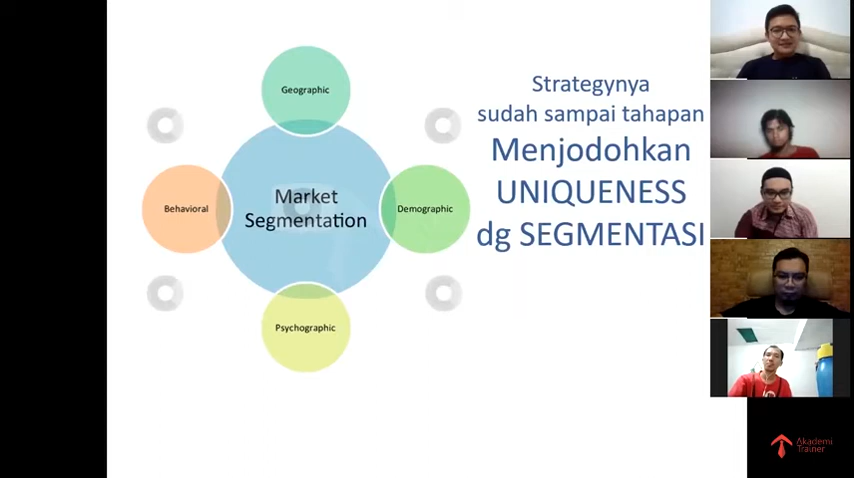 Geographic
Behavioral
Market
Segmentation
Demographic
Psychographic
Strategynya
sudah sampai tahapan
Menjodohkan
UNIQUENESS
dg SEGMENTASI
Akademi
Trainer